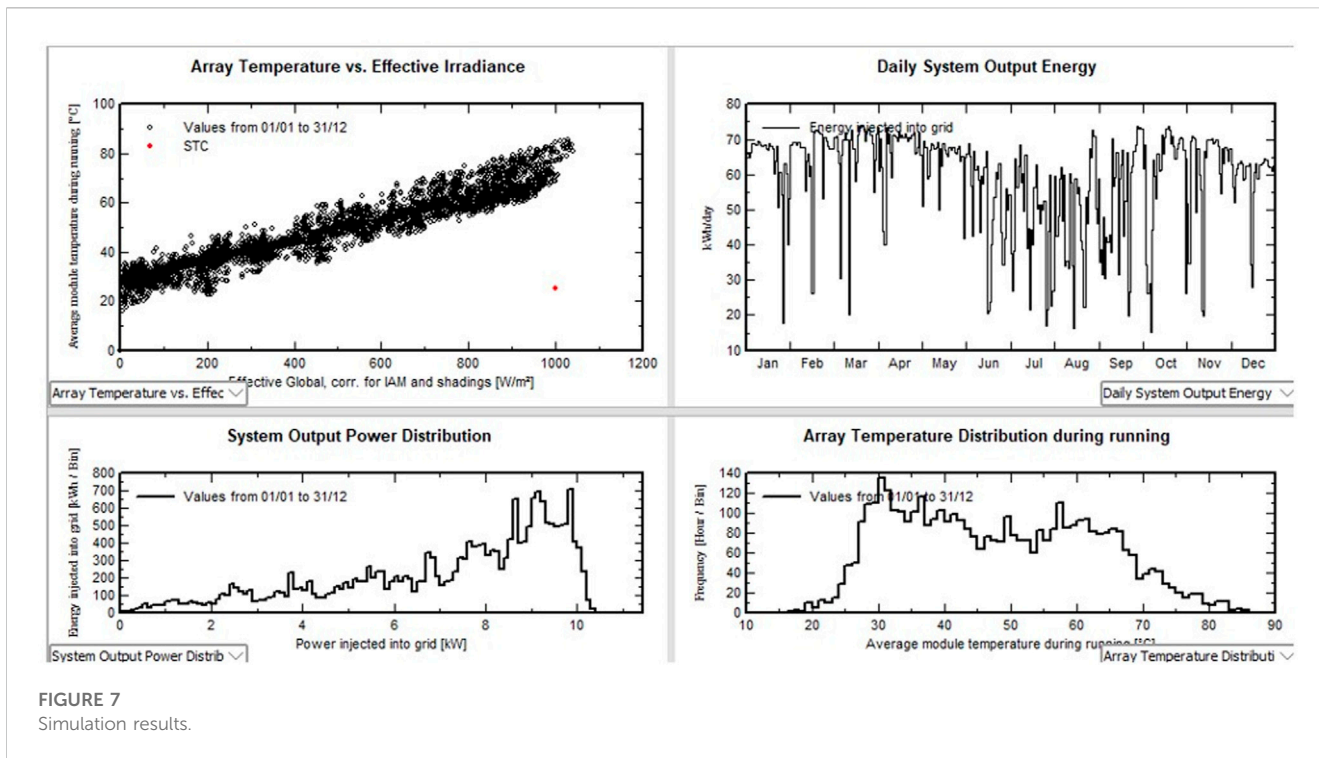 Array Temperature vs. Effective Irradiance
Average module temperature during running [°C]
100
80
60
40
20
0
Values from 01/01 to 31/12
STC
0 200 400 600 800 1000 1200
Effective Global, corr. for IAM and shadings [W/m²]
Array Temperature vs. Effec
Daily System Output Energy
kWh/day
80
70
60
50
40
30
20
10
Energy injected into grid
Jan Feb Mar Apr May Jun Jul Aug Sep Oct Nov Dec
Daily System Output Energy
System Output Power Distribution
Energy injected into grid [kWh / Bin]
800
700
600
500
400
300
200
100
0
Values from 01/01 to 31/12
0 2 4 6 8 10
Power injected into grid [kW]
System Output Power Distrib
Array Temperature Distribution during running
Frequency [Hour / Bin]
140
120
100
80
60
40
20
0
Values from 01/01 to 31/12
10 20 30 40 50 60 70 80 90
Average module temperature during running [°C]
Array Temperature Distributi
FIGURE 7
Simulation results.